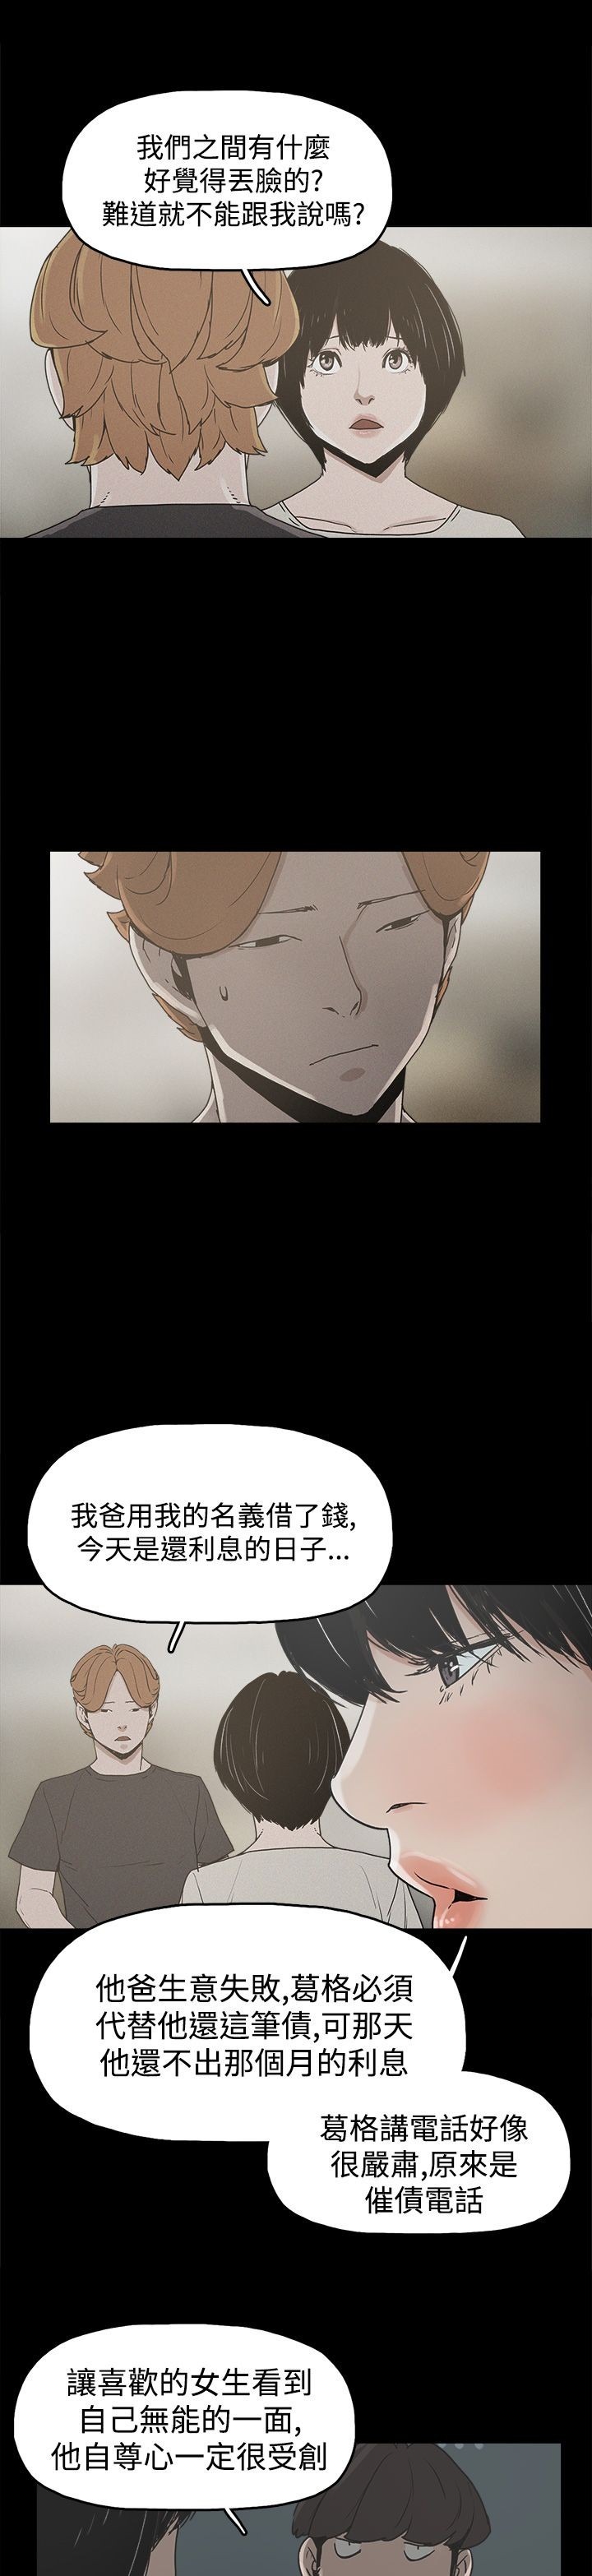 我們之間有什麼
好覺得丟臉的?
難道就不能跟我說嗎?
我爸用我的名義借了錢,
今天是還利息的日子...
他爸生意失敗,葛格必須
代替他還這筆債,可那天
他還不出那個月的利息
葛格講電話好像
很嚴肅,原來是
催債電話
讓喜歡的女生看到
自己無能的一面,
他自尊心一定很受創